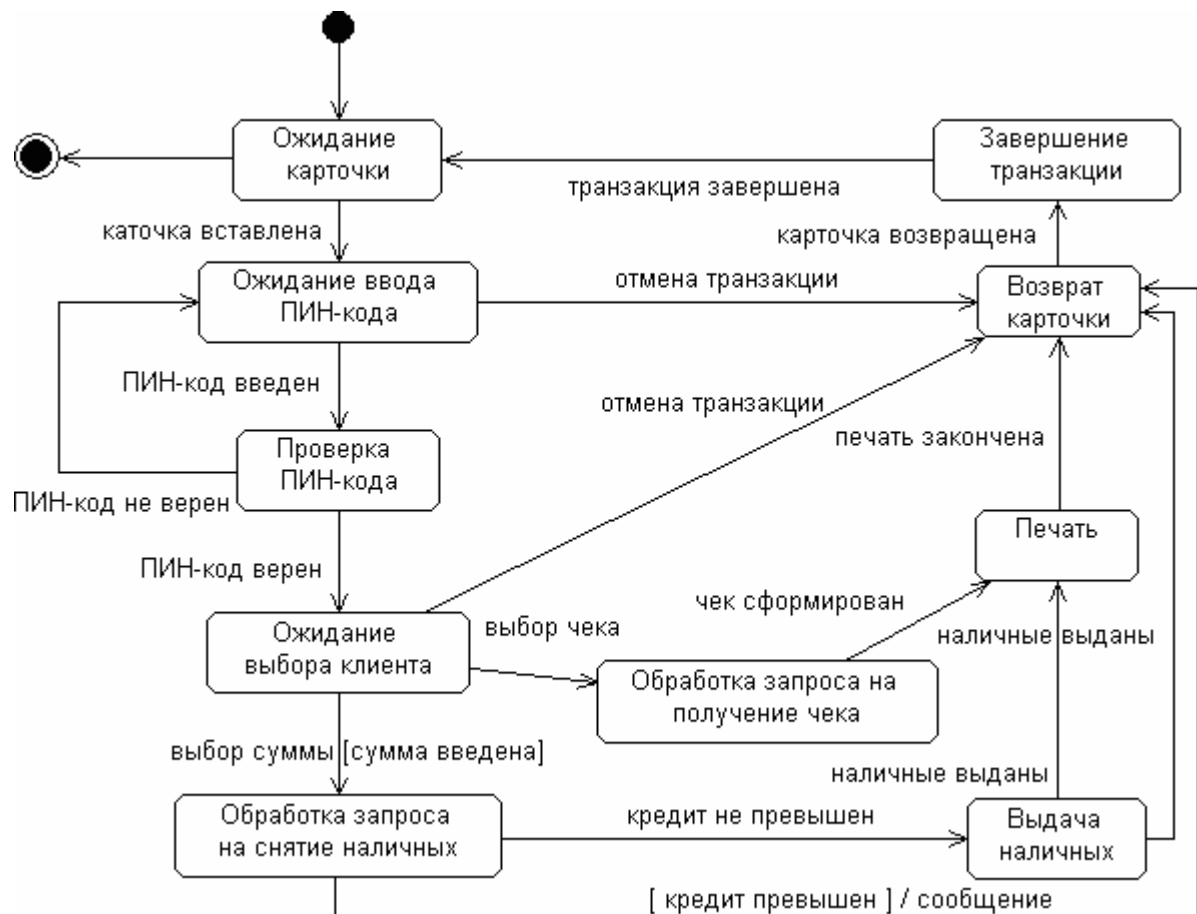 Ожидание
карточки
Завершение
транзакции
транзакция завершена
каточка вставлена
карточка возвращена
Ожидание ввода
ПИН-кода
отмена транзакции
Возврат
карточки
ПИН-код введен
отмена транзакции
печать закончена
Проверка
ПИН-кода
ПИН-код не верен
Печать
ПИН-код верен
чек сформирован
выбор чека
наличные выданы
Ожидание
выбора клиента
Обработка запроса на
получение чека
выбор суммы [сумма введена]
наличные выданы
Обработка запроса
на снятие наличных
кредит не превышен
Выдача
наличных
[ кредит превышен ] / сообщение